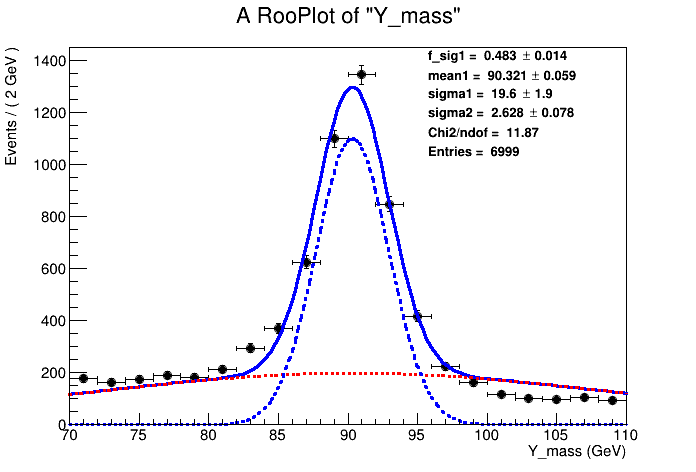 A RooPlot of "Y_mass"
f_sig1 = 0.483 ± 0.014
mean1 = 90.321 ± 0.059
sigma1 = 19.6 ± 1.9
sigma2 = 2.628 ± 0.078
Chi2/ndof = 11.87
Entries = 6999
Events / ( 2 GeV )
1400
1200
1000
800
600
400
200
0
70 75 80 85 90 95 100 105 110
Y_mass (GeV)